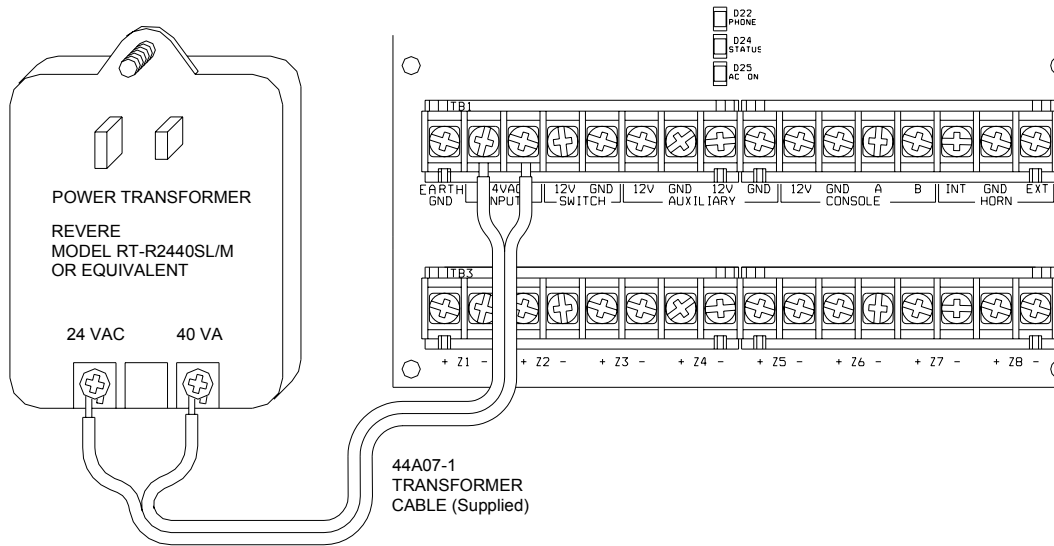 D22
PHONE
D24
STATUS
D25
AC ON
TB1
EARTH GND
4VAC NPUT
12V GND
SWITCH
12V GND 12V GND
AUXILIARY
12V GND A B
CONSOLE
INT GND EXT
HORN
POWER TRANSFORMER
REVERE
MODEL RT-R2440SL/M
OR EQUIVALENT
24 VAC 40 VA
TB3
+ Z1 - + Z2 - + Z3 - + Z4 - + Z5 - + Z6 - + Z7 - + Z8 -
44A07-1
TRANSFORMER
CABLE (Supplied)